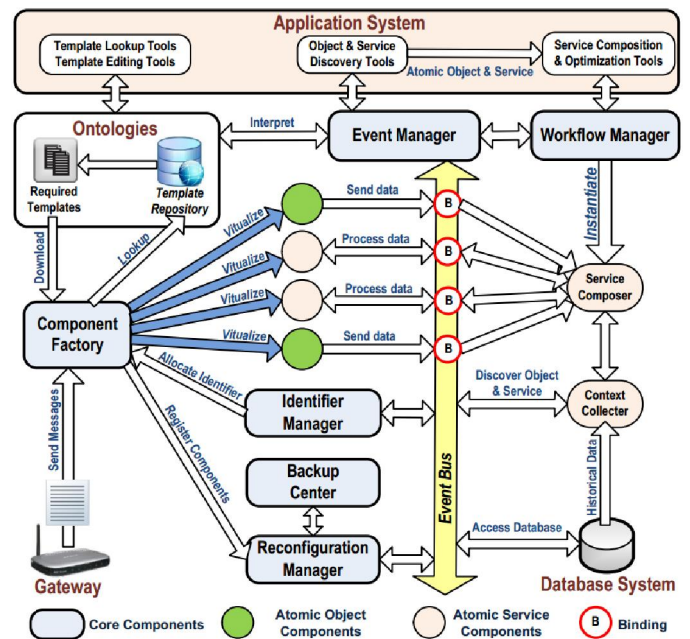 Application System
Template Lookup Tools
Template Editing Tools
Object & Service
Discovery Tools
Atomic Object & Service
Service Composition
& Optimization Tools
Ontologies
Required
Templates
Template
Repository
Interpret
Event Manager
Workflow Manager
Download
Lookup
Instantiate
Vitualize
Send data
B
Vitualize
Process data
B
Vitualize
Process data
B
Vitualize
Send data
B
Service
Composer
Component
Factory
Allocate Identifier
Identifier
Manager
Discover Object
& Service
Context
Collecter
Send Messages
Register Components
Backup
Center
Event Bus
Historical Data
Reconfiguration
Manager
Access Database
Gateway
Database System
Core Components
Atomic Object
Components
Atomic Service
Components
B
Binding